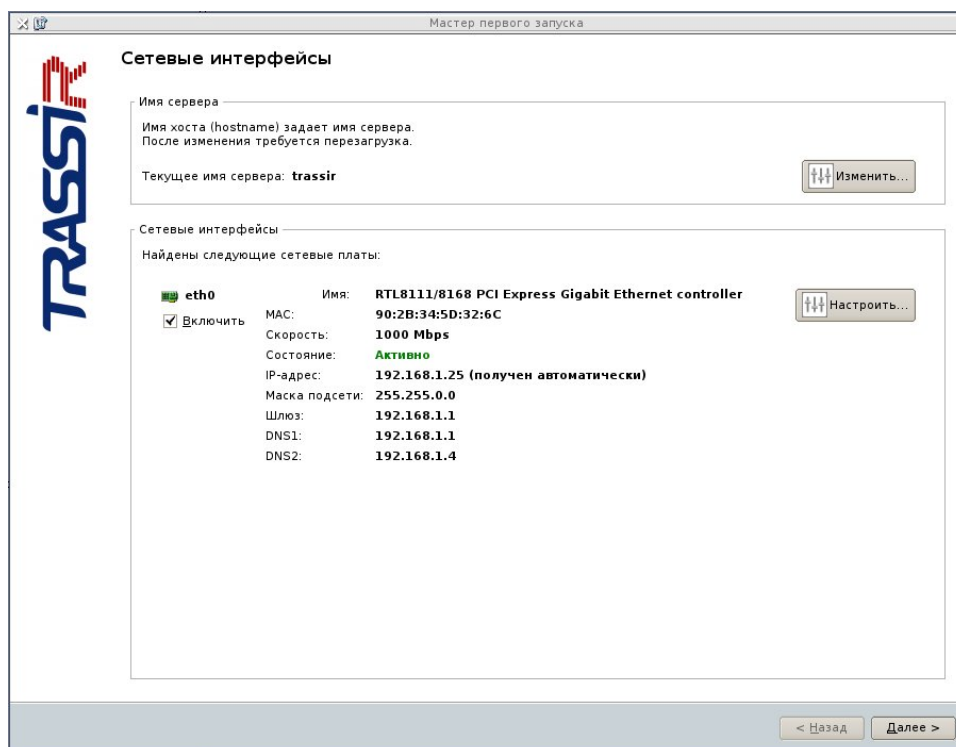 Мастер первого запуска
TRASSIR
Сетевые интерфейсы
Имя сервера
Имя хоста (hostname) задает имя сервера.
После изменения требуется перезагрузка.
Текущее имя сервера: trassir
Изменить...
Сетевые интерфейсы
Найдены следующие сетевые платы:
eth0
Включить
Имя: RTL8111/8168 PCI Express Gigabit Ethernet controller
MAC: 90:2B:34:5D:32:6C
Скорость: 1000 Mbps
Состояние: Активно
IP-адрес: 192.168.1.25 (получен автоматически)
Маска подсети: 255.255.0.0
Шлюз: 192.168.1.1
DNS1: 192.168.1.1
DNS2: 192.168.1.4
Настроить...
< Назад
Далее >